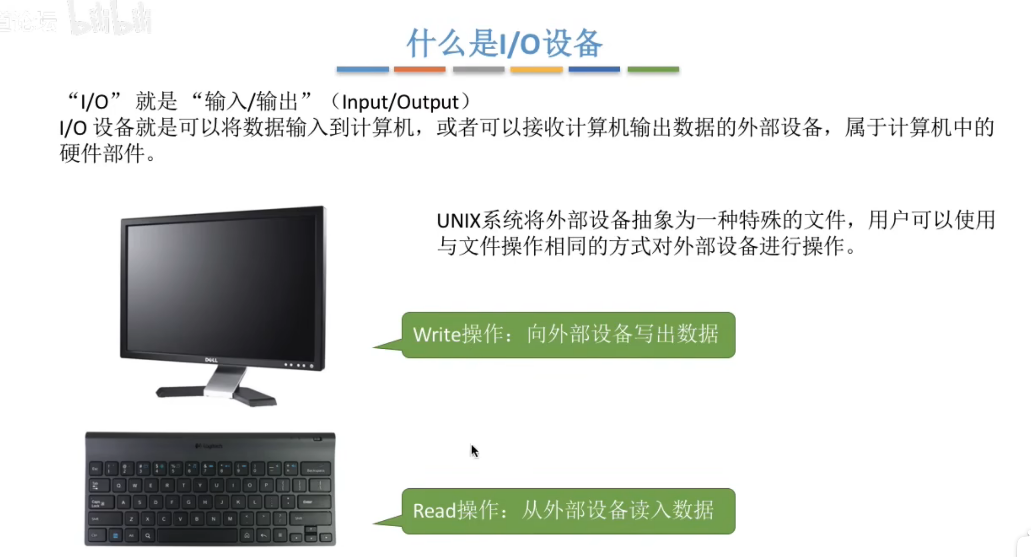 什么是I/O设备
“I/O” 就是 “输入/输出” （Input/Output）
I/O 设备就是可以将数据输入到计算机，或者可以接收计算机输出数据的外部设备，属于计算机中的
硬件部件。
UNIX系统将外部设备抽象为一种特殊的文件，用户可以使用
与文件操作相同的方式对外部设备进行操作。
Write操作：向外部设备写出数据
DELL
Read操作：从外部设备读入数据